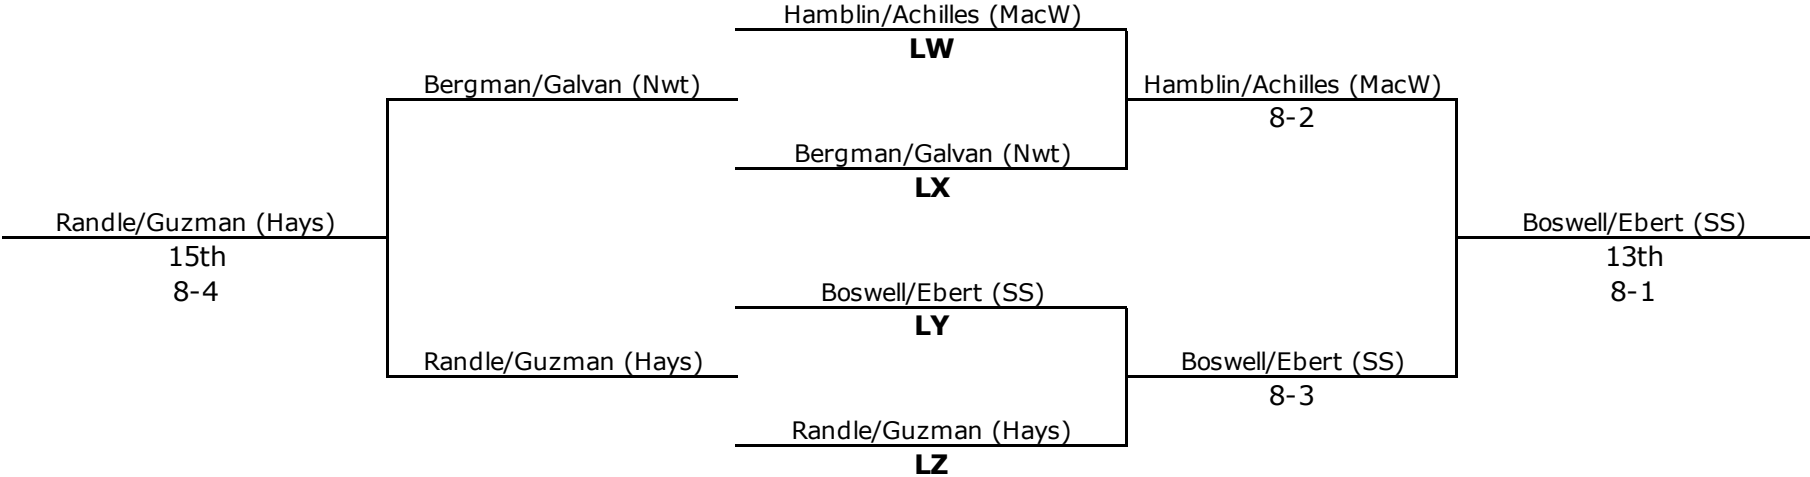 Hamblin/Achilles (MacW)
LW
Bergman/Galvan (Nwt)
Hamblin/Achilles (MacW)
8-2
Bergman/Galvan (Nwt)
LX
Randle/Guzman (Hays)
15th
8-4
Boswell/Ebert (SS)
13th
8-1
Boswell/Ebert (SS)
LY
Randle/Guzman (Hays)
Boswell/Ebert (SS)
8-3
Randle/Guzman (Hays)
LZ